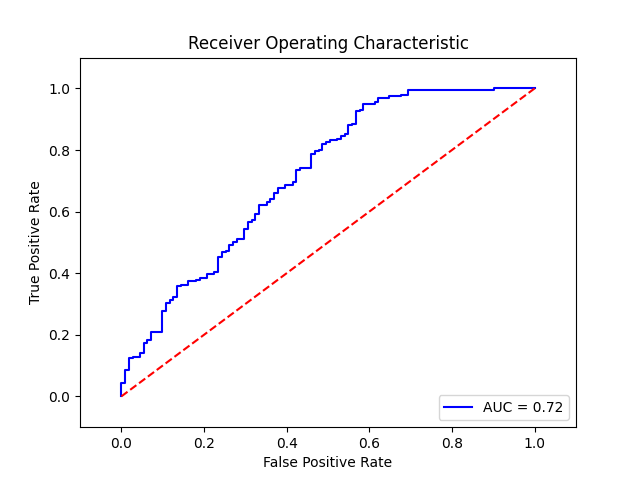 Receiver Operating Characteristic
True Positive Rate
1.0
0.8
0.6
0.4
0.2
0.0
AUC = 0.72
0.0 0.2 0.4 0.6 0.8 1.0
False Positive Rate